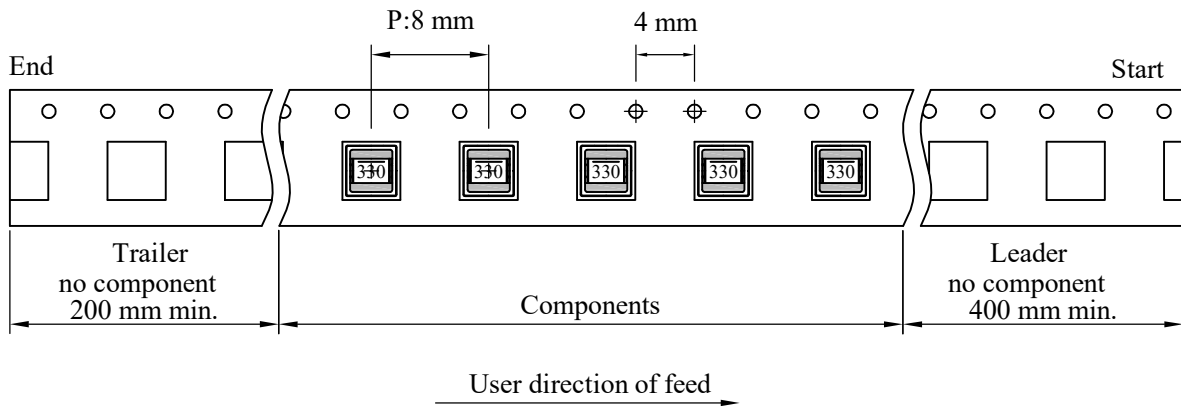 P:8 mm
4 mm
End
Start
330
330
330
330
330
Trailer
no component
200 mm min.
Components
Leader
no component
400 mm min.
User direction of feed